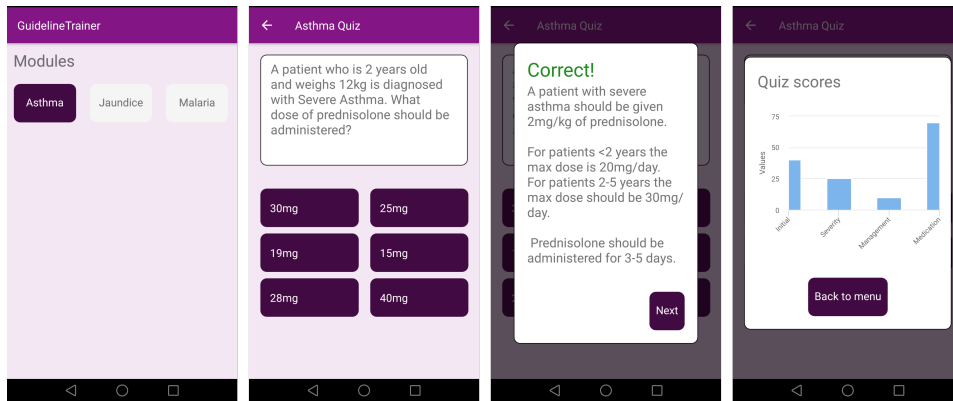 GuidelineTrainer
Modules
Asthma
Jaundice
Malaria
Asthma Quiz
A patient who is 2 years old
and weighs 12kg is diagnosed
with Severe Asthma. What
dose of prednisolone should be
administered?
30mg
25mg
19mg
15mg
28mg
40mg
Asthma Quiz
Correct!
A patient with severe
asthma should be given
2mg/kg of prednisolone.
For patients <2 years the
max dose is 20mg/day.
For patients 2-5 years the
max dose should be 30mg/
day.
Prednisolone should be
administered for 3-5 days.
Next
Asthma Quiz
Quiz scores
75
50
25
0
Values
Initial
Severity
Management
Medication
Back to menu